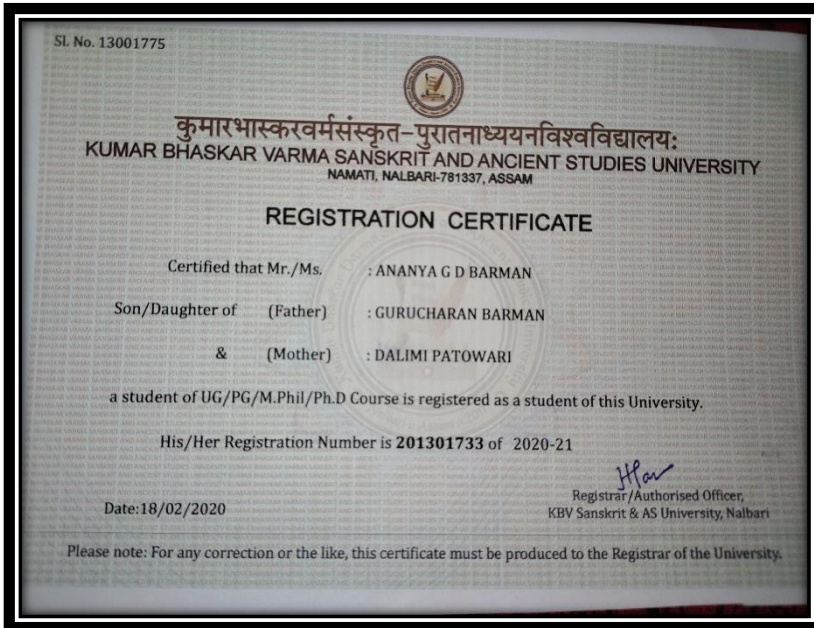 Sl. No. 13001775
कुमारभास्करवर्मसंस्कृत-पुरातनाध्ययनविश्वविद्यालय:
KUMAR BHASKAR VARMA SANSKRIT AND ANCIENT STUDIES UNIVERSITY
NAMATI, NALBARI-781337, ASSAM
REGISTRATION CERTIFICATE
Certified that Mr./Ms. : ANANYA G D BARMAN
Son/Daughter of (Father) : GURUCHARAN BARMAN
& (Mother) : DALIMI PATOWARI
a student of UG/PG/M.Phil/Ph.D Course is registered as a student of this University.
His/Her Registration Number is 201301733 of 2020-21
Registrar/Authorised Officer,
Date:18/02/2020 KBV Sanskrit & AS University, Nalbari
Please note: For any correction or the like, this certificate must be produced to the Registrar of the University.